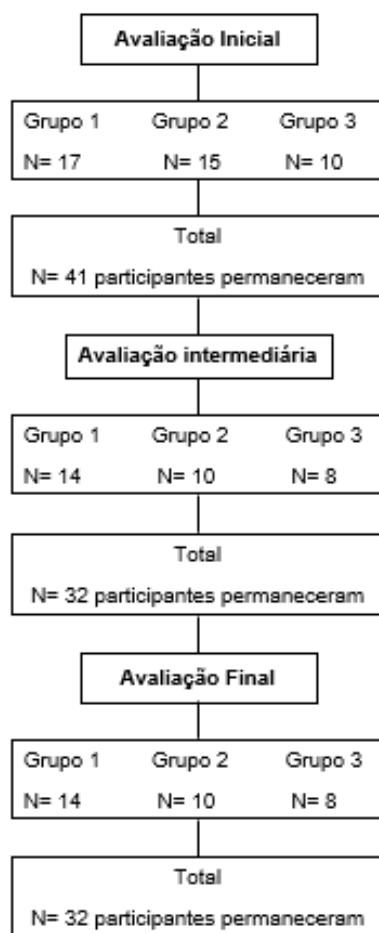 Avaliação Inicial
Grupo 1 Grupo 2 Grupo 3
N= 17 N= 15 N= 10
Total
N= 41 participantes permaneceram
Avaliação intermediária
Grupo 1 Grupo 2 Grupo 3
N= 14 N= 10 N= 8
Total
N= 32 participantes permaneceram
Avaliação Final
Grupo 1 Grupo 2 Grupo 3
N= 14 N= 10 N= 8
Total
N= 32 participantes permaneceram